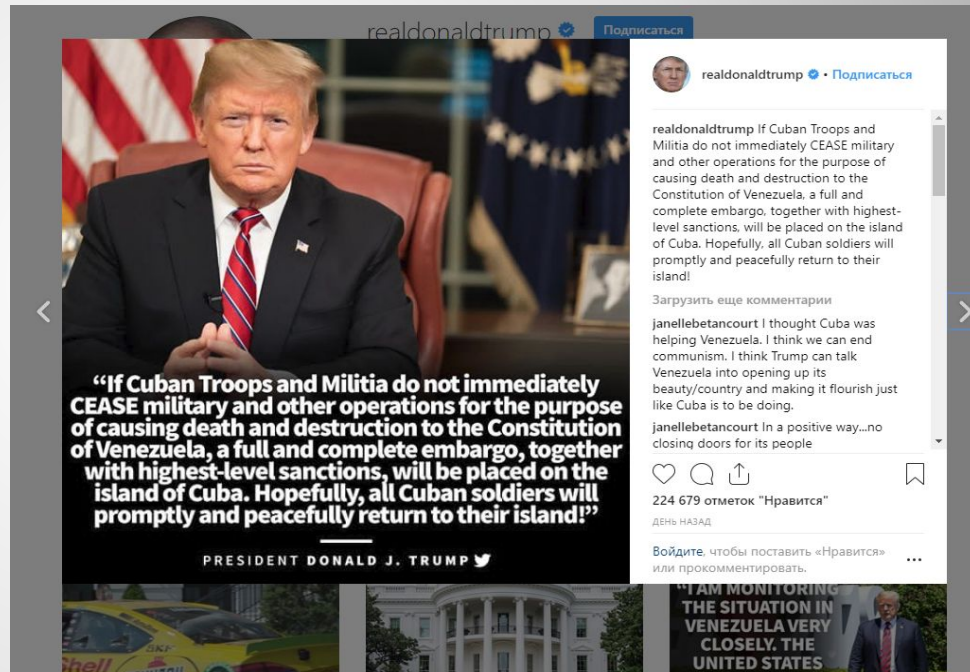 realdonaldtrump
Подписаться
“If Cuban Troops and Militia do not immediately
CEASE military and other operations for the purpose
of causing death and destruction to the Constitution
of Venezuela, a full and complete embargo, together
with highest-level sanctions, will be placed on the
island of Cuba. Hopefully, all Cuban soldiers will
promptly and peacefully return to their island!”
PRESIDENT DONALD J. TRUMP
realdonaldtrump • Подписаться
realdonaldtrump If Cuban Troops and
Militia do not immediately CEASE military
and other operations for the purpose of
causing death and destruction to the
Constitution of Venezuela, a full and
complete embargo, together with highest-
level sanctions, will be placed on the island
of Cuba. Hopefully, all Cuban soldiers will
promptly and peacefully return to their
island!
Загрузить еще комментарии
janellebetancourt I thought Cuba was
helping Venezuela. I think we can end
communism. I think Trump can talk
Venezuela into opening up its
beauty/country and making it flourish just
like Cuba is to be doing.
janellebetancourt In a positive way...no
closing doors for its people
224 679 отметок "Нравится"
ДЕНЬ НАЗАД
Войдите, чтобы поставить «Нравится»
или прокомментировать.
Shell
“I AM MONITORING
THE SITUATION IN
VENEZUELA VERY
CLOSELY. THE
UNITED STATES